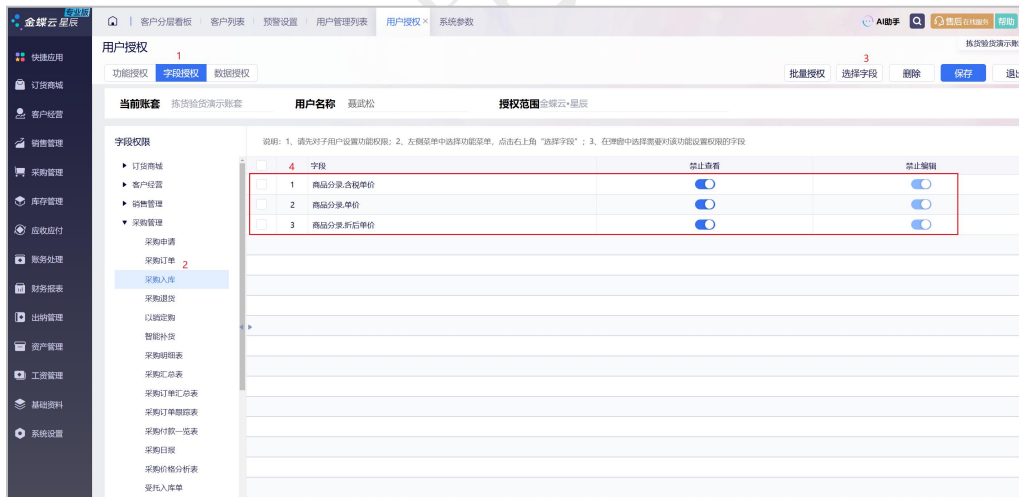 金蝶云星辰 专业版
客户分层看板 客户列表 预警设置 用户管理列表 用户授权× 系统参数
AI助手 售后在线服务 帮助
用户授权
拣货验货演示账
1
功能授权 字段授权 数据授权
3
批量授权 选择字段 删除 保存 退出
当前账套 拣货验货演示账套 用户名称 聂武松 授权范围 金蝶云•星辰
字段权限
说明:1、请先对子用户设置功能权限;2、左侧菜单中选择功能菜单,点击右上角“选择字段”;3、在弹窗中选择需要对该功能设置权限的字段
4 字段 禁止查看 禁止编辑
1 商品分录.含税单价
2 商品分录.单价
3 商品分录.折后单价
订货商城
客户经营
销售管理
采购管理
采购申请
采购订单
2
采购入库
采购退货
以销定购
智能补货
采购明细表
采购汇总表
采购订单汇总表
采购订单跟踪表
采购付款一览表
采购日报
采购价格分析表
受托入库单
快捷应用
订货商城
客户经营
销售管理
采购管理
库存管理
应收应付
账务处理
财务报表
出纳管理
资产管理
工资管理
基础资料
系统设置